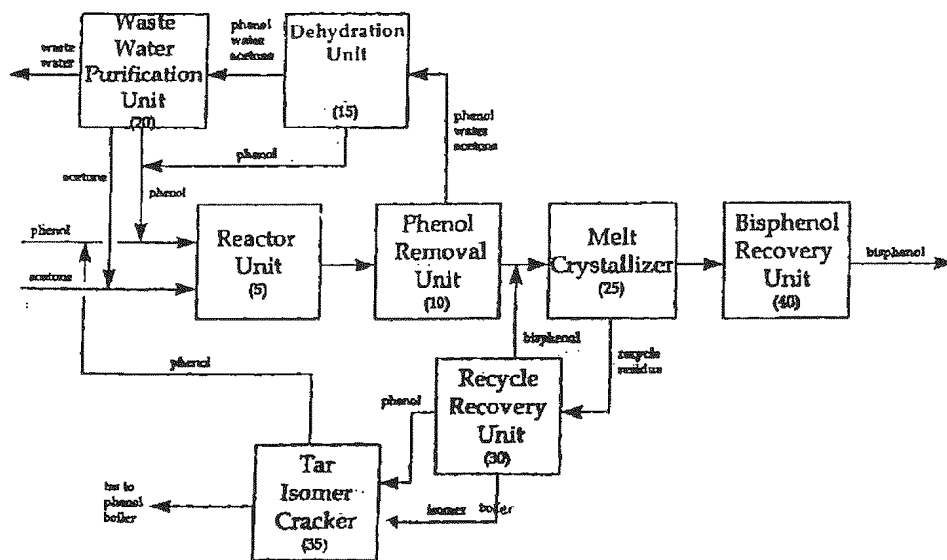 Waste
Water
Purification
Unit
(20)
waste
water
phenol
water
acetone
Dehydration
Unit
(15)
phenol
water
acetone
phenol
acetone
phenol
phenol
acetone
Reactor
Unit
(5)
Phenol
Removal
Unit
(10)
Melt
Crystallizer
(25)
Bisphenol
Recovery
Unit
(40)
bisphenol
bisphenol
recycle
residue
phenol
phenol
Recycle
Recovery
Unit
(30)
Tar
Isomer
Cracker
(35)
to
phenol
boiler
isomer boiler